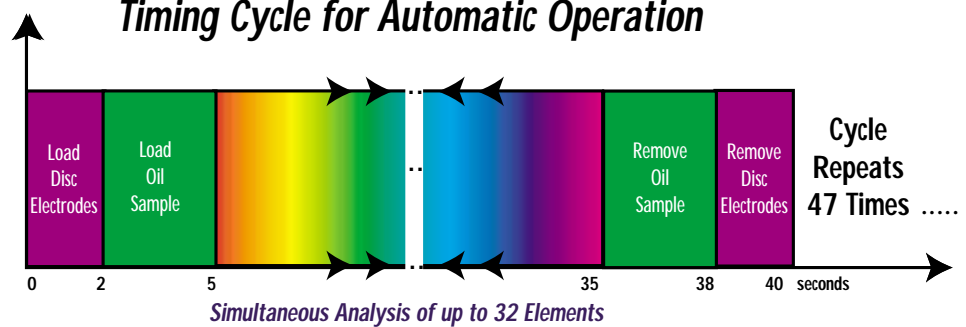 Timing Cycle for Automatic Operation
Load
Disc
Electrodes
Load
Oil
Sample
Remove
Oil
Sample
Remove
Disc
Electrodes
Cycle
Repeats
47 Times .....
0 2 5 35 38 40 seconds
Simultaneous Analysis of up to 32 Elements